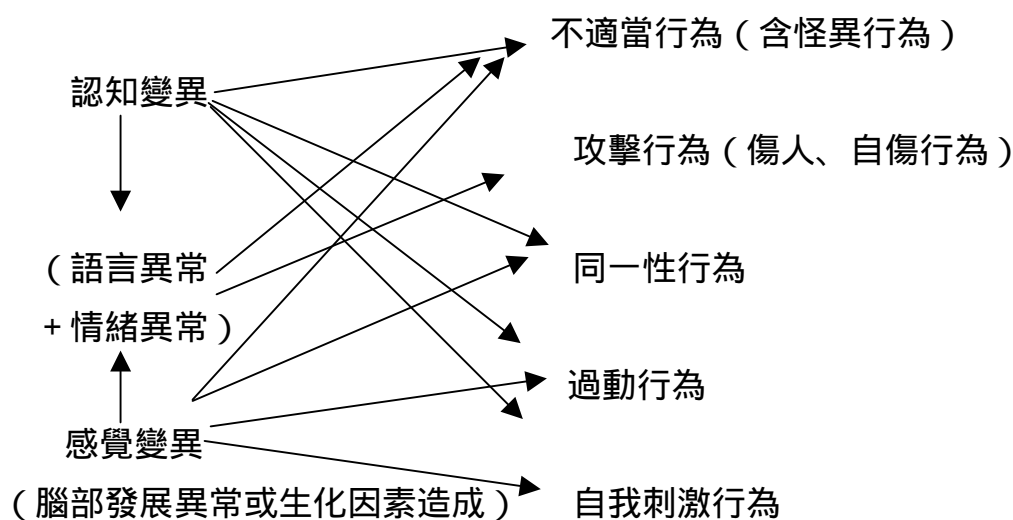 不適當行為（含怪異行為）
認知變異
攻擊行為（傷人、自傷行為）
（語言異常
同一性行為
+情緒異常）
過動行為
感覺變異
（腦部發展異常或生化因素造成）
自我刺激行為